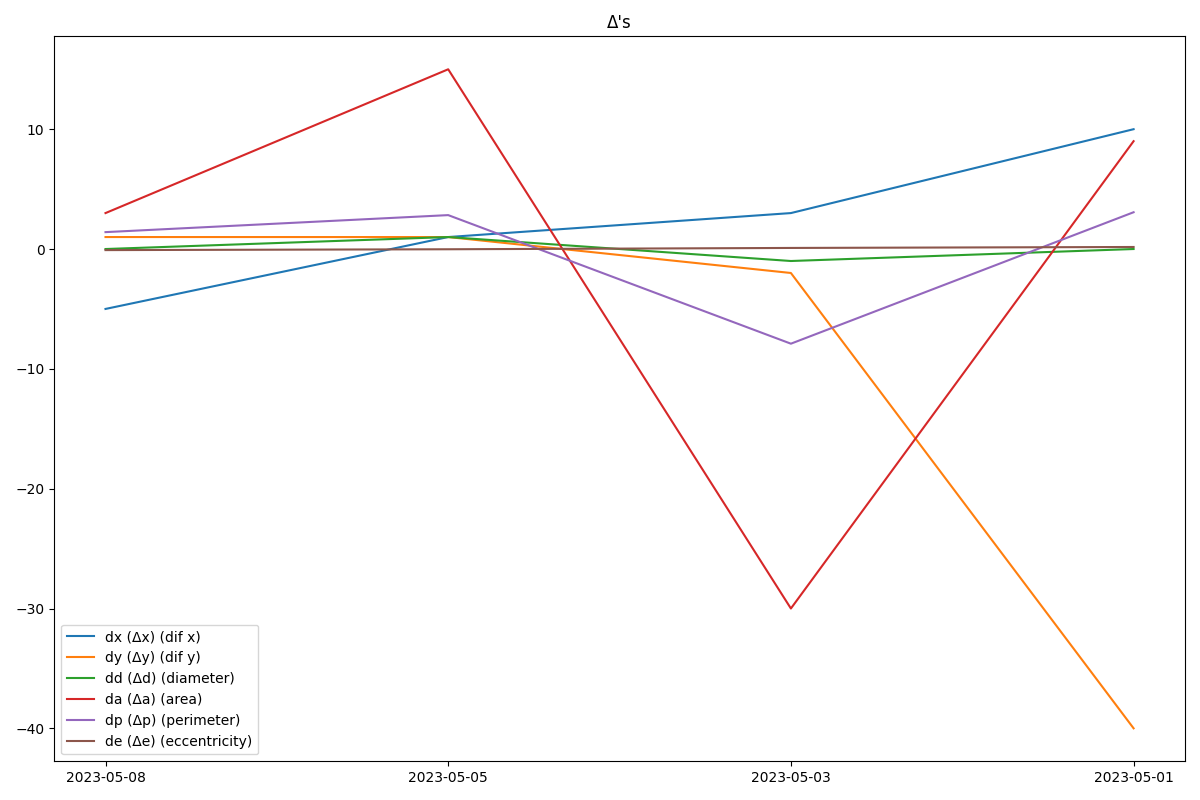 Δ's
10
0
−10
−20
−30
−40
dx (Δx) (dif x)
dy (Δy) (dif y)
dd (Δd) (diameter)
da (Δa) (area)
dp (Δp) (perimeter)
de (Δe) (eccentricity)
2023-05-08 2023-05-05 2023-05-03 2023-05-01